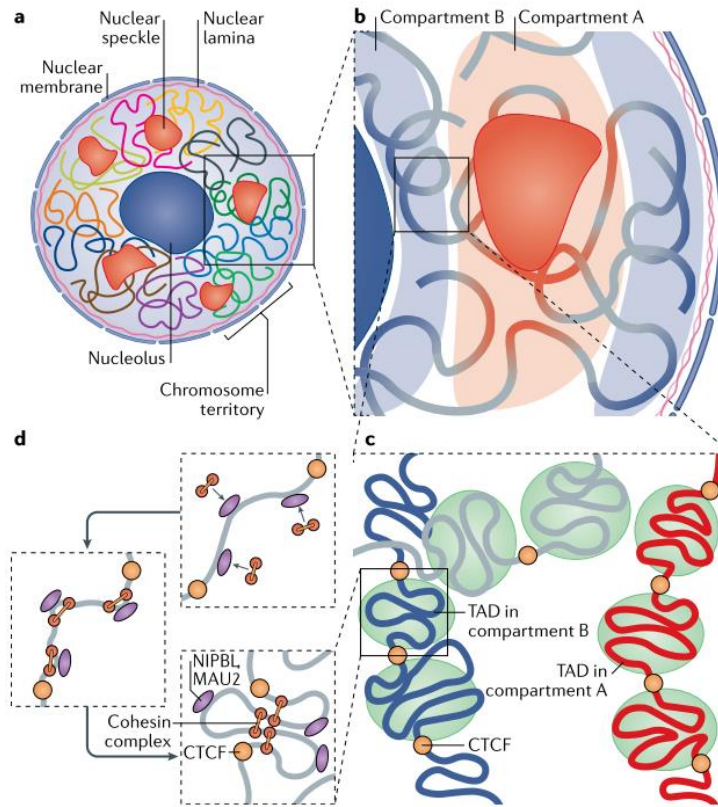 a
Nuclear
speckle
Nuclear
lamina
Nuclear
membrane
Nucleolus
Chromosome
territory
b
Compartment B
Compartment A
d
NIPBL,
MAU2
Cohesin
complex
CTCF
c
TAD in
compartment B
TAD in
compartment A
CTCF